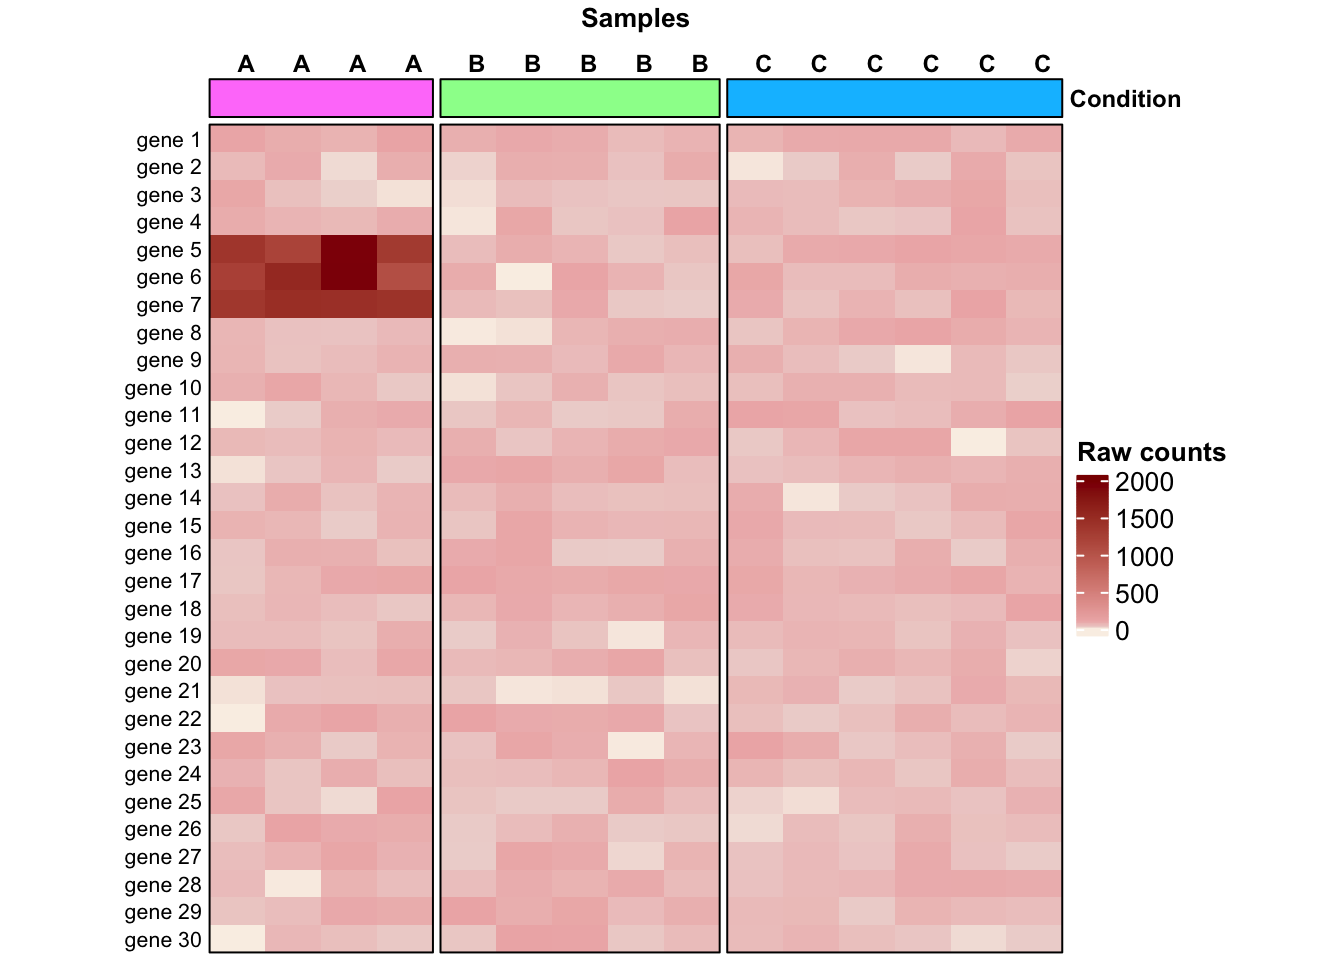 Samples
A A A A B B B B B C C C C C C
Condition
gene 1
gene 2
gene 3
gene 4
gene 5
gene 6
gene 7
gene 8
gene 9
gene 10
gene 11
gene 12
gene 13
gene 14
gene 15
gene 16
gene 17
gene 18
gene 19
gene 20
gene 21
gene 22
gene 23
gene 24
gene 25
gene 26
gene 27
gene 28
gene 29
gene 30
Raw counts
2000
1500
1000
500
0